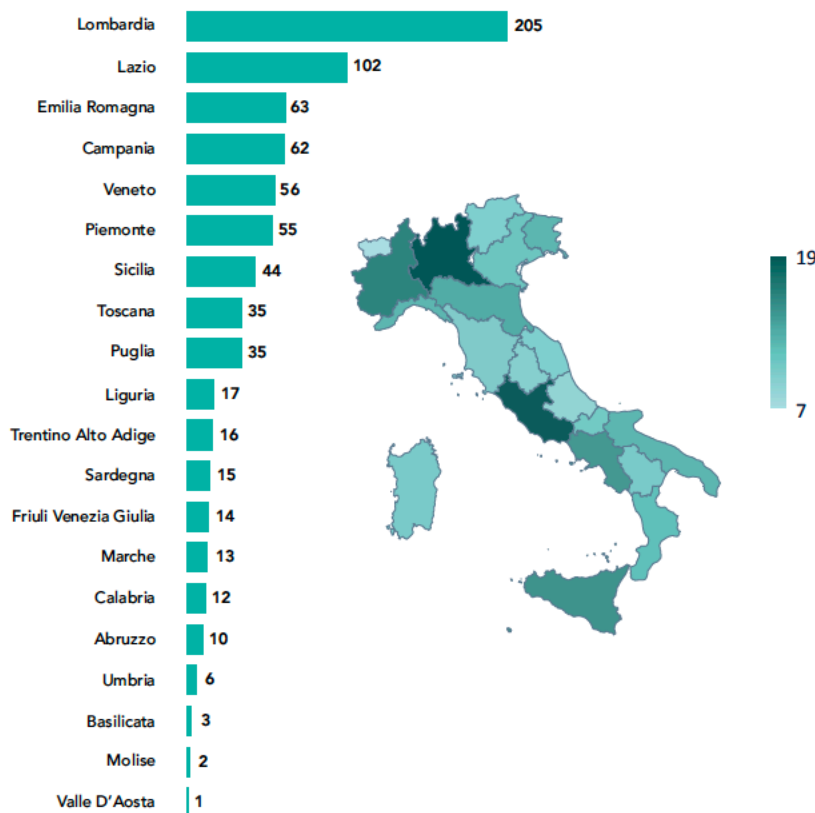 Lombardia 205
Lazio 102
Emilia Romagna 63
Campania 62
Veneto 56
Piemonte 55
Sicilia 44
Toscana 35
Puglia 35
Liguria 17
Trentino Alto Adige 16
Sardegna 15
Friuli Venezia Giulia 14
Marche 13
Calabria 12
Abruzzo 10
Umbria 6
Basilicata 3
Molise 2
Valle D'Aosta 1
19
7